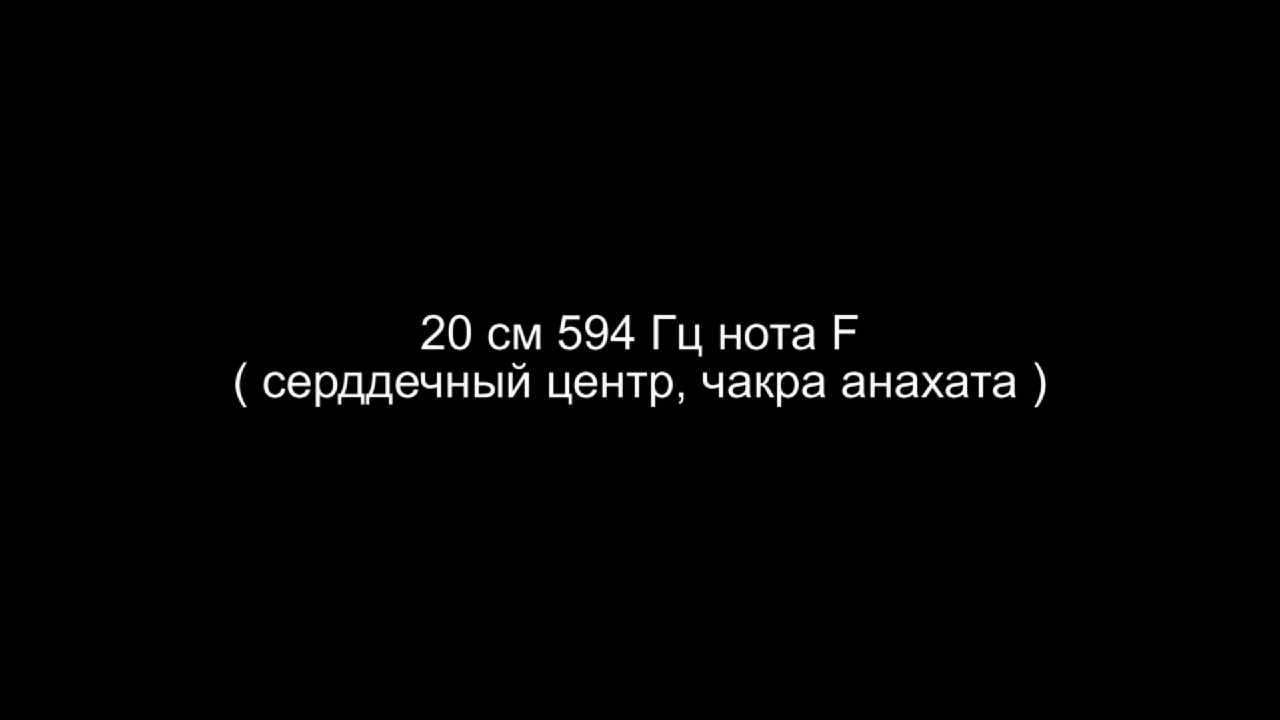 20 см 594 Гц нота F
( серддечный центр, чакра анахата )